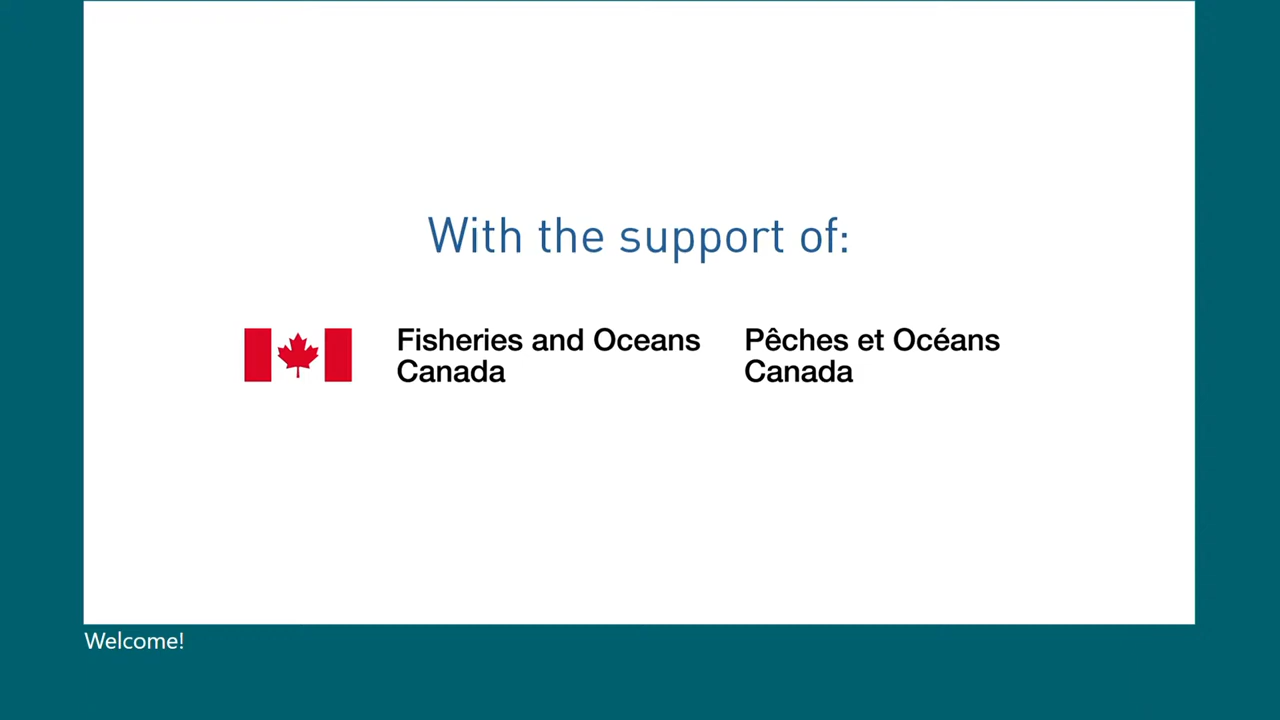 With the support of:
Fisheries and Oceans
Canada
Pêches et Océans
Canada
Welcome!